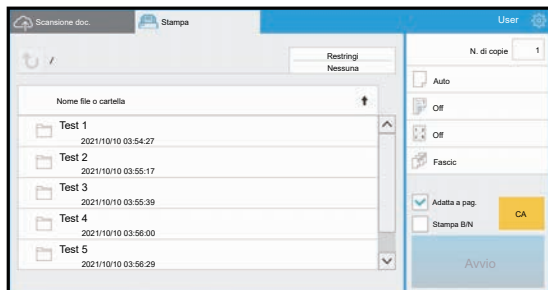 Scansione doc.
Stampa
User
/
Restringi
Nessuna
Nome file o cartella
Test 1
2021/10/10 03:54:27
Test 2
2021/10/10 03:55:17
Test 3
2021/10/10 03:55:39
Test 4
2021/10/10 03:56:00
Test 5
2021/10/10 03:56:29
N. di copie 1
Auto
Off
Off
Fascic
Adatta a pag.
Stampa B/N
CA
Avvio